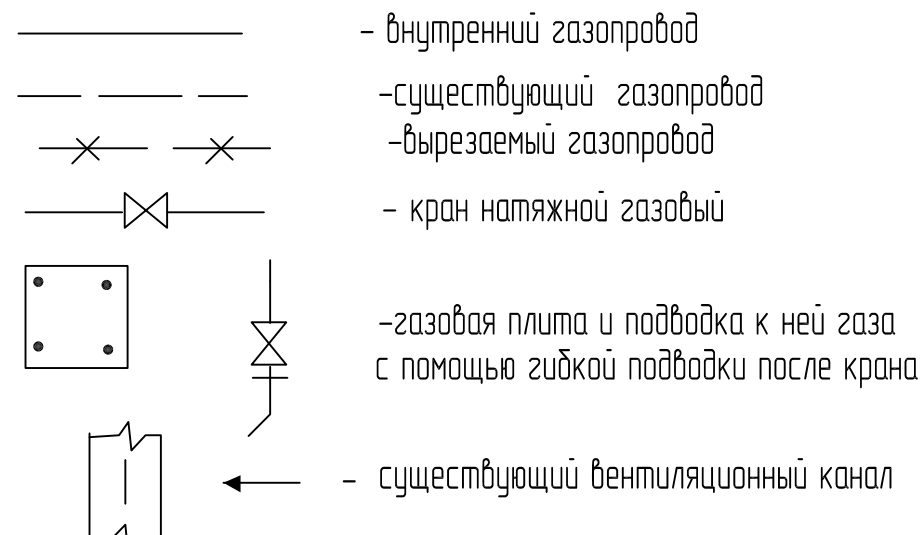 - внутренний газопровод
-существующий газопровод
-вырезаемый газопровод
- кран натяжной газовый
-газовая плита и подводка к ней газа
с помощью гибкой подводки после крана
- существующий вентиляционный канал